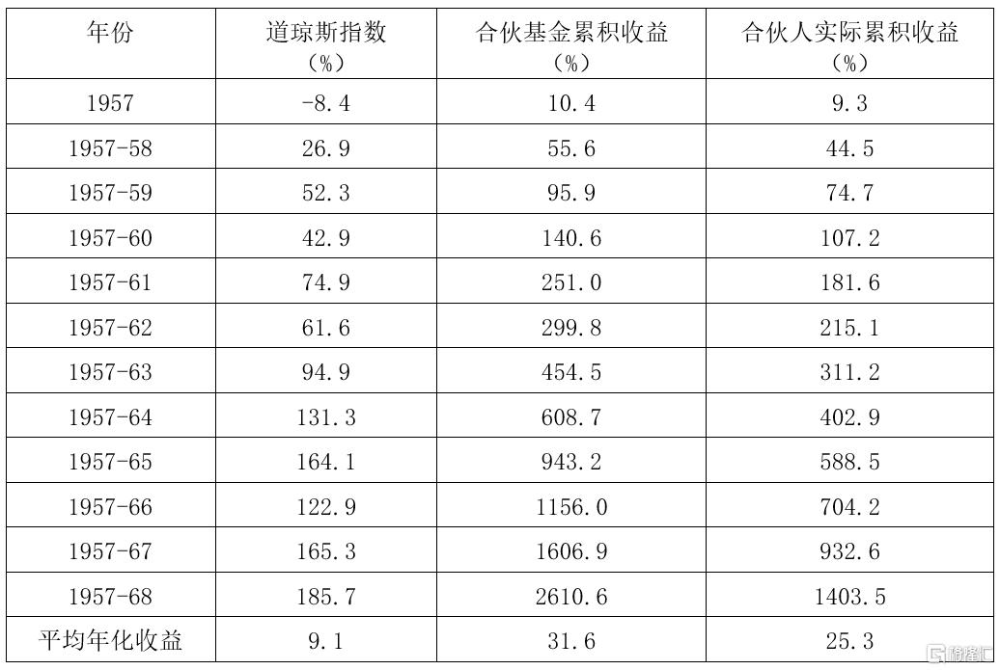 年份 道琼斯指数 合伙基金累积收益 合伙人实际累积收益
(%) (%) (%)
1957 -8.4 10.4 9.3
1957-58 26.9 55.6 44.5
1957-59 52.3 95.9 74.7
1957-60 42.9 140.6 107.2
1957-61 74.9 251.0 181.6
1957-62 61.6 299.8 215.1
1957-63 94.9 454.5 311.2
1957-64 131.3 608.7 402.9
1957-65 164.1 943.2 588.5
1957-66 122.9 1156.0 704.2
1957-67 165.3 1606.9 932.6
1957-68 185.7 2610.6 1403.5
平均年化收益 9.1 31.6 25.3
格隆汇